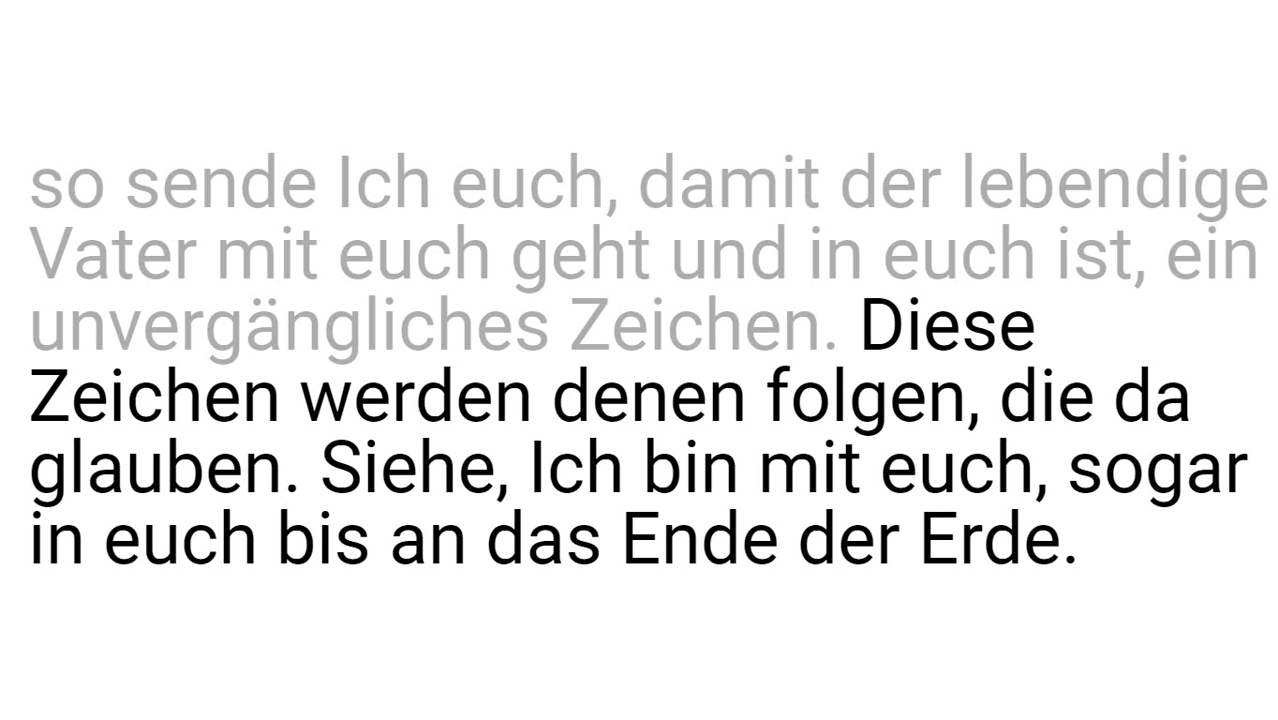 so sende Ich euch, damit der lebendige
Vater mit euch geht und in euch ist, ein
unvergängliches Zeichen. Diese
Zeichen werden denen folgen, die da
glauben. Siehe, Ich bin mit euch, sogar
in euch bis an das Ende der Erde.